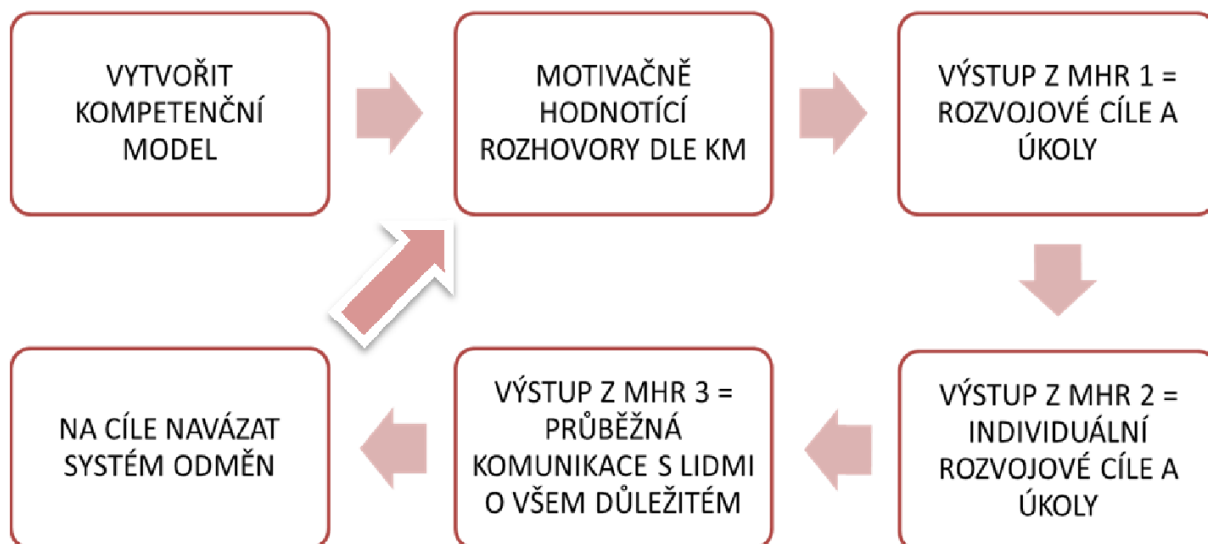 VYTVOŘIT
KOMPETENČNÍ
MODEL
MOTIVAČNĚ
HODNOTÍCÍ
ROZHOVORY DLE KM
VÝSTUP Z MHR 1 =
ROZVOJOVÉ CÍLE A
ÚKOLY
VÝSTUP Z MHR 2 =
INDIVIDUÁLNÍ
ROZVOJOVÉ CÍLE A
ÚKOLY
VÝSTUP Z MHR 3 =
PRŮBĚŽNÁ
KOMUNIKACE S LIDMI
O VŠEM DŮLEŽITÉM
NA CÍLE NAVÁZAT
SYSTÉM ODMĚN